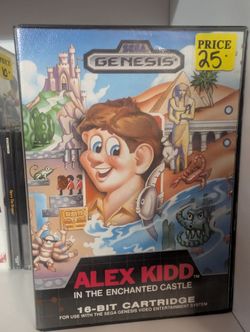 SEGA
GENESIS
PRICE
25.
ALEX KIDD™
IN THE ENCHANTED CASTLE
16-BIT CARTRIDGE
FOR USE WITH THE SEGA GENESIS VIDEO ENTERTAINMENT SYSTEM